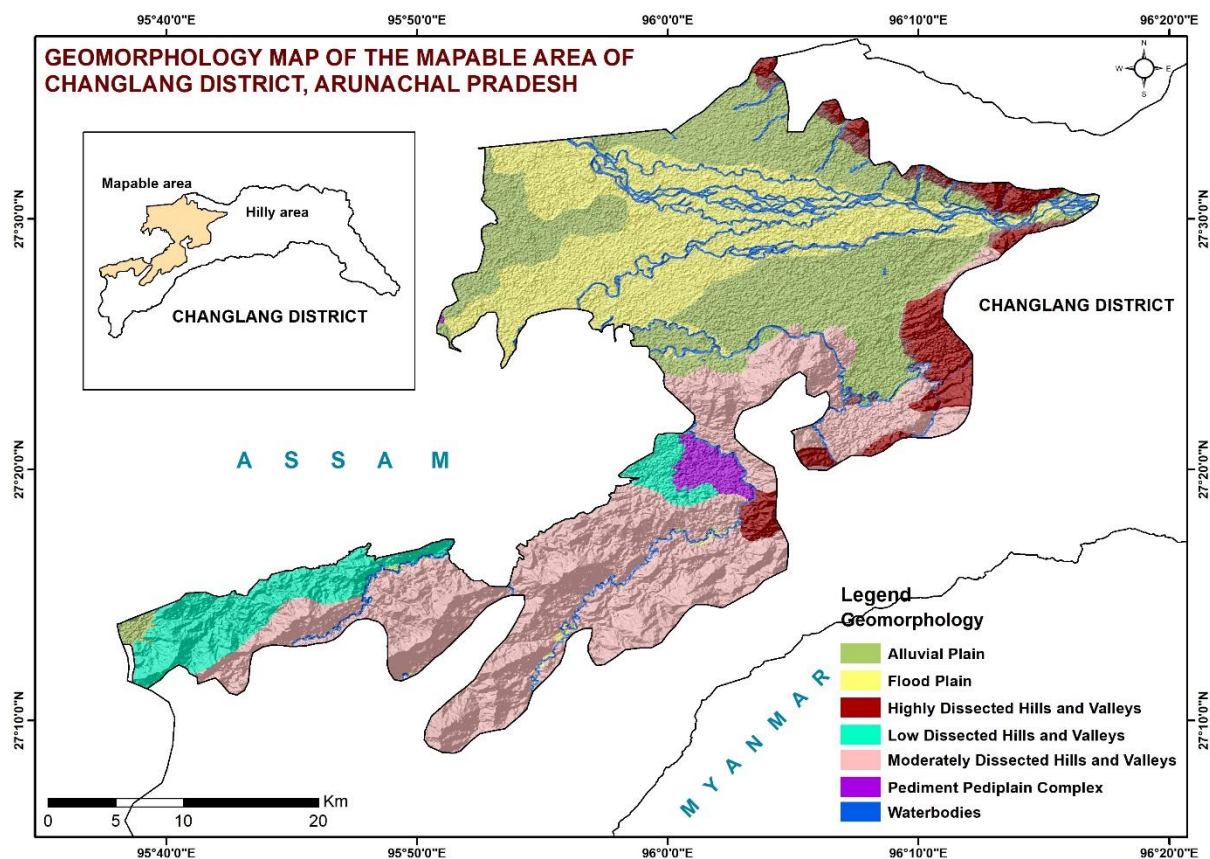 95°40'0"E 95°50'0"E 96°0'0"E 96°10'0"E 96°20'0"E
GEOMORPHOLOGY MAP OF THE MAPABLE AREA OF
CHANGLANG DISTRICT, ARUNACHAL PRADESH
N
W E
S
Mapable area
Hilly area
CHANGLANG DISTRICT
27°30'0"N
27°30'0"N
CHANGLANG DISTRICT
ASSAM
27°20'0"N
27°20'0"N
MYANMAR
Legend
Geomorphology
Alluvial Plain
Flood Plain
Highly Dissected Hills and Valleys
Low Dissected Hills and Valleys
Moderately Dissected Hills and Valleys
Pediment Pediplain Complex
Waterbodies
27°10'0"N
27°10'0"N
Km
0 5 10 20
95°40'0"E 95°50'0"E 96°0'0"E 96°10'0"E 96°20'0"E